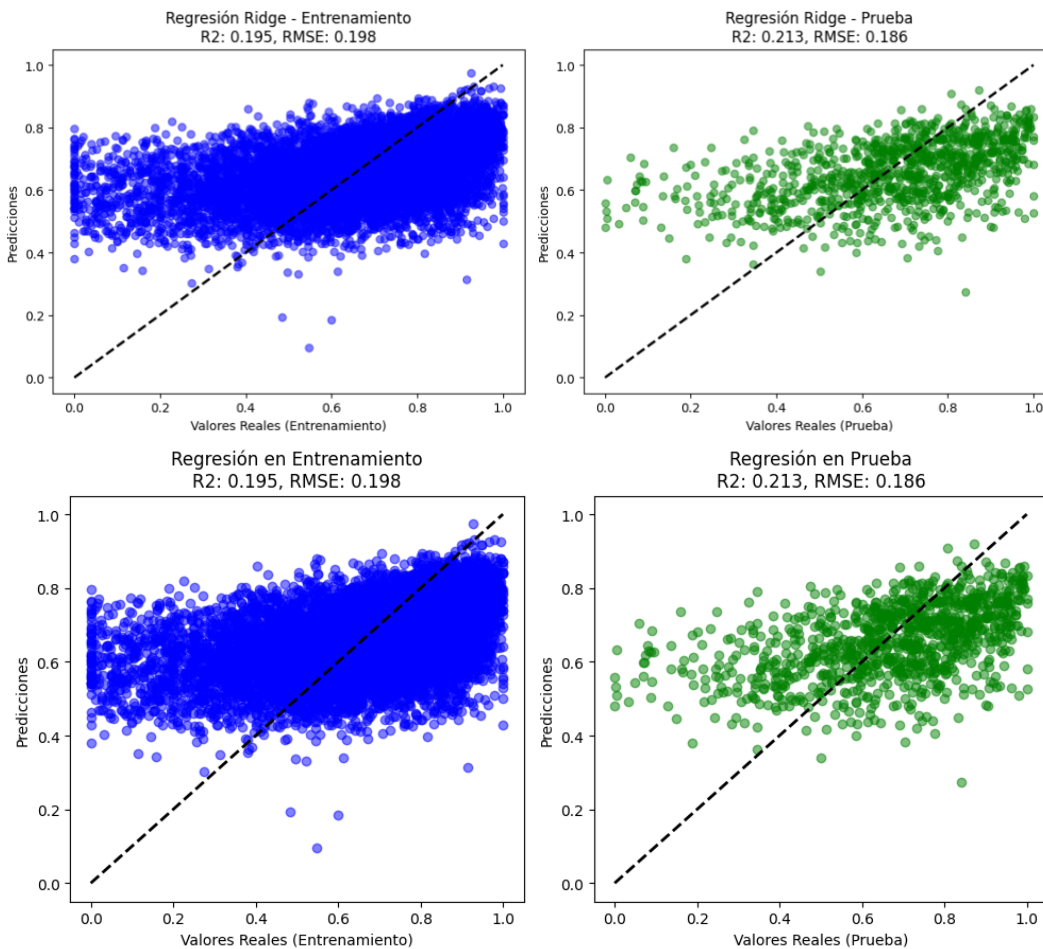 Regresión Ridge - Entrenamiento
R2: 0.195, RMSE: 0.198
1.0
0.8
0.6
0.4
0.2
0.0
Predicciones
0.0 0.2 0.4 0.6 0.8 1.0
Valores Reales (Entrenamiento)
Regresión Ridge - Prueba
R2: 0.213, RMSE: 0.186
1.0
0.8
0.6
0.4
0.2
0.0
Predicciones
0.0 0.2 0.4 0.6 0.8 1.0
Valores Reales (Prueba)
Regresión en Entrenamiento
R2: 0.195, RMSE: 0.198
1.0
0.8
0.6
0.4
0.2
0.0
Predicciones
0.0 0.2 0.4 0.6 0.8 1.0
Valores Reales (Entrenamiento)
Regresión en Prueba
R2: 0.213, RMSE: 0.186
1.0
0.8
0.6
0.4
0.2
0.0
Predicciones
0.0 0.2 0.4 0.6 0.8 1.0
Valores Reales (Prueba)